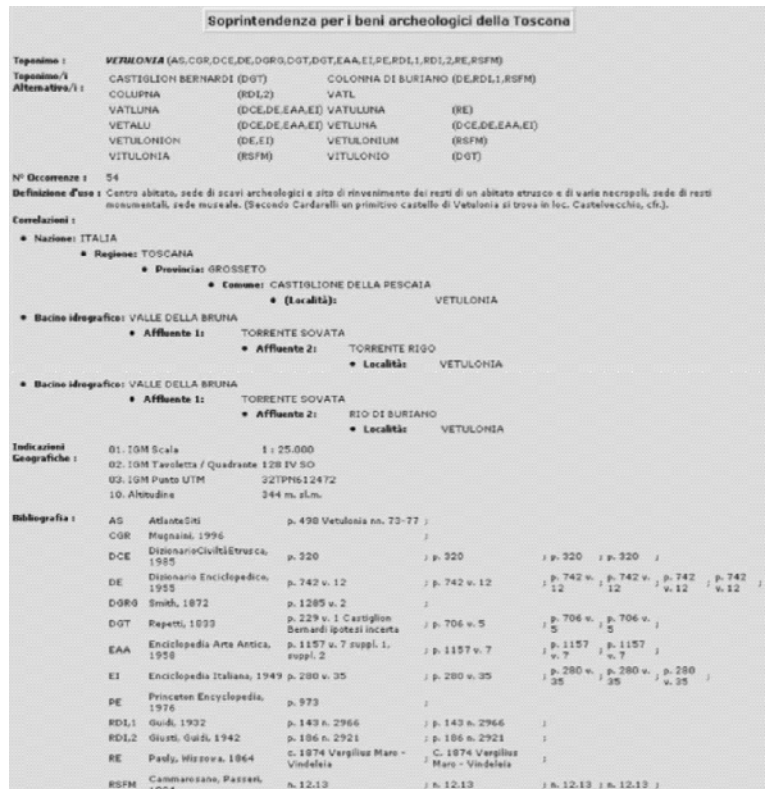 Soprintendenza per i beni archeologici della Toscana
Toponimo : VETULONIA (AS,CGR,DCE,DE,DGRG,DGT,DGT,EAA,EI,PE,RDI,1,RDI,2,RE,RSFM)
Toponimo/i Alternativo/i : CASTIGLION BERNARDI (DGT) COLONNA DI BURIANO (DE,RDI,1,RSFM)
COLUPNA (RDI,2) VATL
VATLUNA (DCE,DE,EAA,EI) VATULUNA (RE)
VETALU (DCE,DE,EAA,EI) VETLUNA (DCE,DE,EAA,EI)
VETULONION (DE,EI) VETULONIUM (RSFM)
VITULONIA (RSFM) VITULONIO (DGT)
N° Occorrenze : 54
Definizione d'uso : Centro abitato, sede di scavi archeologici e sito di rinvenimento dei resti di un abitato etrusco e di varie necropoli, sede di resti
monumentali, sede museale. (Secondo Cardarelli un primitivo castello di Vetulonia si trova in loc. Castelvecchio, cfr.).
Correlazioni :
• Nazione: ITALIA
• Regione: TOSCANA
• Provincia: GROSSETO
• Comune: CASTIGLIONE DELLA PESCAIA
• (Località): VETULONIA
• Bacino idrografico: VALLE DELLA BRUNA
• Affluente 1: TORRENTE SOVATA
• Affluente 2: TORRENTE RIGO
• Località: VETULONIA
• Bacino idrografico: VALLE DELLA BRUNA
• Affluente 1: TORRENTE SOVATA
• Affluente 2: RIO DI BURIANO
• Località: VETULONIA
Indicazioni Geografiche : 01. IGM Scala 1 : 25.000
02. IGM Tavoletta / Quadrante 128 IV SO
03. IGM Punto UTM 32TPN612472
10. Altitudine 344 m. sl.m.
Bibliografia : AS AtlanteSiti p. 498 Vetulonia nn. 73-77 ;
CGR Mugnaini, 1996 ;
DCE DizionarioCiviltàEtrusca, 1985 p. 320 ; p. 320 ; p. 320 ; p. 320 ;
DE Dizionario Enciclopedico, 1955 p. 742 v. 12 ; p. 742 v. 12 ; p. 742 v. 12 ; p. 742 v. 12 ; p. 742 v. 12 ; p. 742 v. 12 ;
DGRG Smith, 1872 p. 1285 v. 2 ;
DGT Repetti, 1833 p. 229 v. 1 Castiglion Bernardi ipotesi incerta ; p. 706 v. 5 ; p. 706 v. 5 ; p. 706 v. 5 ;
EAA Enciclopedia Arte Antica, 1958 p. 1157 v. 7 suppl. 1, suppl. 2 ; p. 1157 v. 7 ; p. 1157 v. 7 ; p. 1157 v. 7
EI Enciclopedia Italiana, 1949 p. 280 v. 35 ; p. 280 v. 35 ; p. 280 v. 35 ; p. 280 v. 35 ; p. 280 v. 35 ;
PE Princeton Encyclopedia, 1976 p. 973 ;
RDI,1 Guidi, 1932 p. 143 n. 2966 ; p. 143 n. 2966 ;
RDI,2 Giusti, Guidi, 1942 p. 186 n. 2921 ; p. 186 n. 2921 ;
RE Pauly, Wissowa, 1864 c. 1874 Vergilius Maro - Vindeleia ; C. 1874 Vergilius Maro - Vindeleia ;
RSFM Cammarosano, Passeri, n. 12.13 ; n. 12.13 ; n. 12.13 ; n. 12.13 ;